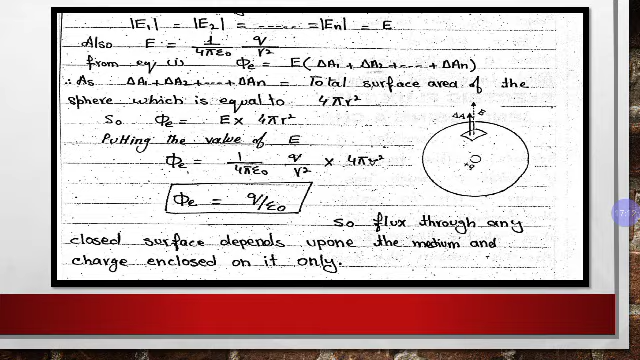 |E₁| = |E₂| = ------ = |En| = E
Also E = 1/4πε₀ q/r²
from eq (i) Φe = E(ΔA₁ + ΔA₂ +----+ ΔAn)
∴ As ΔA₁+ΔA₂+----+ΔAn = Total surface area of the
sphere which is equal to 4πr²
So Φe = E × 4πr²
Putting the value of E
Φe = 1/4πε₀ q/r² × 4πr²
Φe = q/ε₀
ΔA E
+q
So flux through any
closed surface depends upone the medium and
charge enclosed on it only.